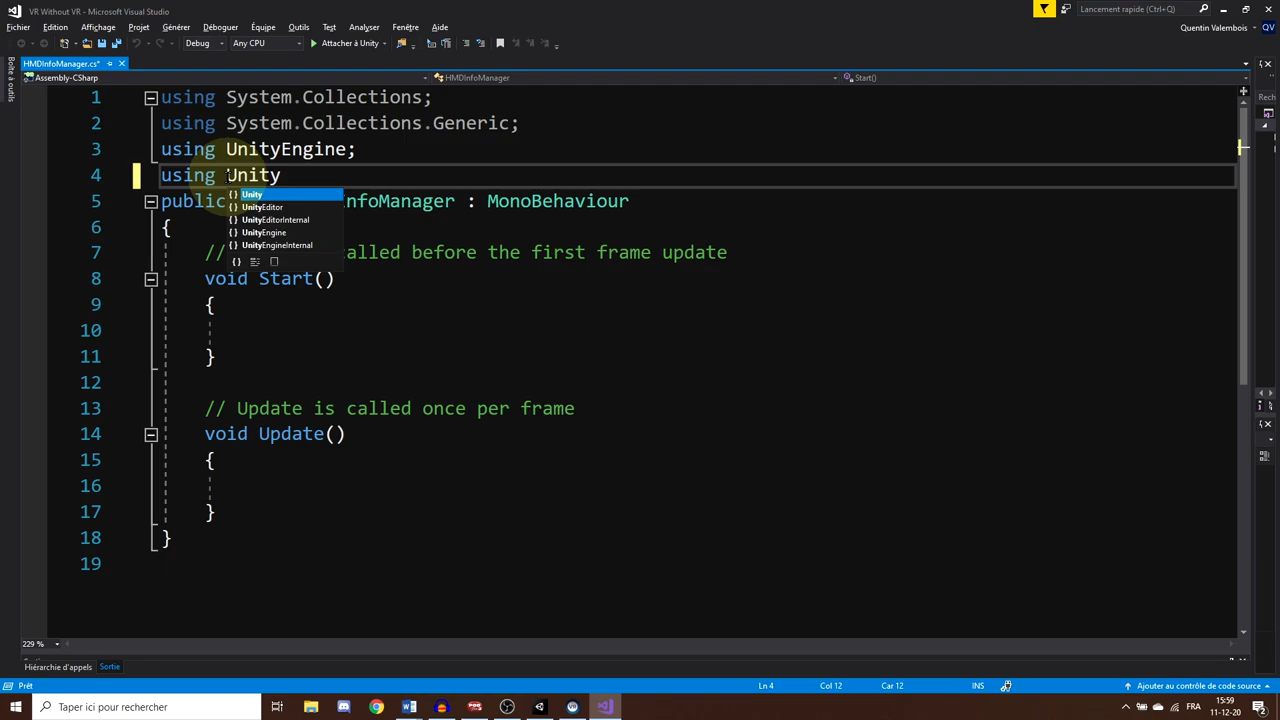 VR Without VR - Microsoft Visual Studio
Lancement rapide (Ctrl+Q)
Fichier Edition Affichage Projet Générer Déboguer Équipe Outils Test Analyser Fenêtre Aide
Quentin Valembois QV
Debug Any CPU Attacher à Unity
HMDInfoManager.cs*
Boîte à outils
Assembly-CSharp HMDInfoManager Start()
Rech
1 using System.Collections;
2 using System.Collections.Generic;
3 using UnityEngine;
4 using Unity
Unity
UnityEditor
UnityEditorInternal
UnityEngine
UnityEngineInternal
5 public nfoManager : MonoBehaviour
6 {
7 // called before the first frame update
8 void Start()
9 {
10
11 }
12
13 // Update is called once per frame
14 void Update()
15 {
16
17 }
18 }
19
229 %
Hiérarchie d'appels Sortie
Prêt Ln 4 Col 12 Car 12 INS Ajouter au contrôle de code source
Taper ici pour rechercher
FRA
15:59
11-12-20